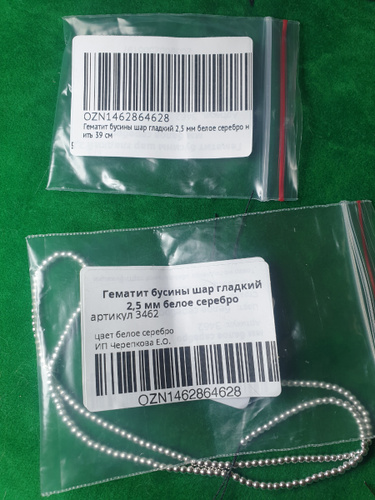 OZN1462864628
Гематит бусины шар гладкий 2,5 мм белое серебро н
ить 39 см
Гематит бусины шар гладкий
2,5 мм белое серебро
артикул 3462
цвет белое серебро
ИП Черепкова Е.О.
OZN1462864628